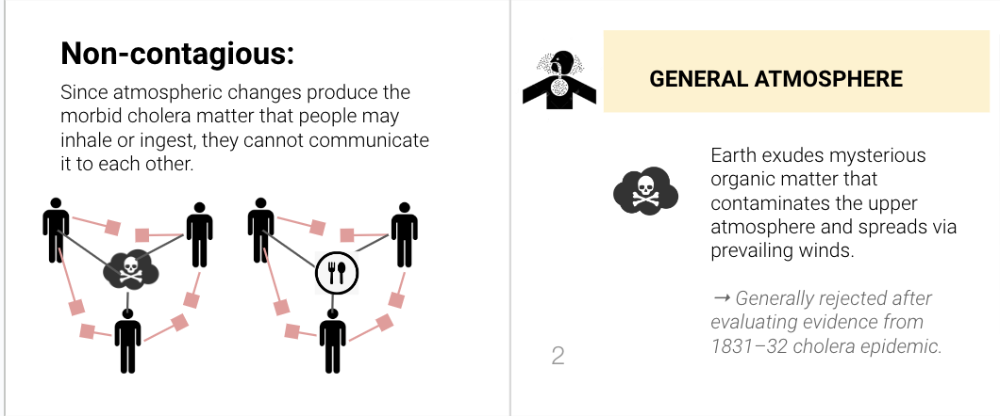 Non-contagious:
Since atmospheric changes produce the
morbid cholera matter that people may
inhale or ingest, they cannot communicate
it to each other.
GENERAL ATMOSPHERE
Earth exudes mysterious
organic matter that
contaminates the upper
atmosphere and spreads via
prevailing winds.
→ Generally rejected after
evaluating evidence from
1831–32 cholera epidemic.
2